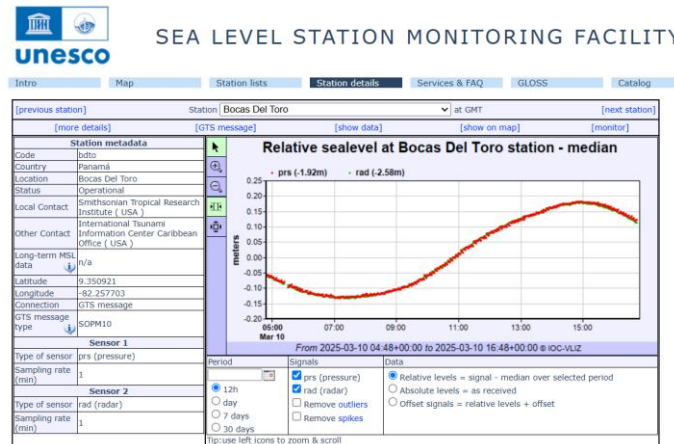 unesco
SEA LEVEL STATION MONITORING FACILITY
Intro Map Station lists Station details Services & FAQ GLOSS Catalog
[previous station] Station Bocas Del Toro at GMT [next station]
[more details] [GTS message] [show data] [show on map] [monitor]
Station metadata
Code bdto
Country Panamá
Location Bocas Del Toro
Status Operational
Local Contact Smithsonian Tropical Research
Institute ( USA )
Other Contact International Tsunami
Information Center Caribbean
Office ( USA )
Long-term MSL
data n/a
Latitude 9.350921
Longitude -82.257703
Connection GTS message
GTS message
type SOPM10
Sensor 1
Type of sensor prs (pressure)
Sampling rate
(min) 1
Sensor 2
Type of sensor rad (radar)
Sampling rate
(min) 1
Relative sealevel at Bocas Del Toro station - median
prs (-1.92m) rad (-2.58m)
meters
0.25
0.20
0.15
0.10
0.05
0.00
-0.05
-0.10
-0.15
-0.20
05:00 07:00 09:00 11:00 13:00 15:00
Mar 10
From 2025-03-10 04:48+00:00 to 2025-03-10 16:48+00:00 © IOC-VLIZ
Period Signals Data
12h
day
7 days
30 days
prs (pressure)
rad (radar)
Remove outliers
Remove spikes
Relative levels = signal - median over selected period
Absolute levels = as received
Offset signals = relative levels + offset
Tip:use left icons to zoom & scroll